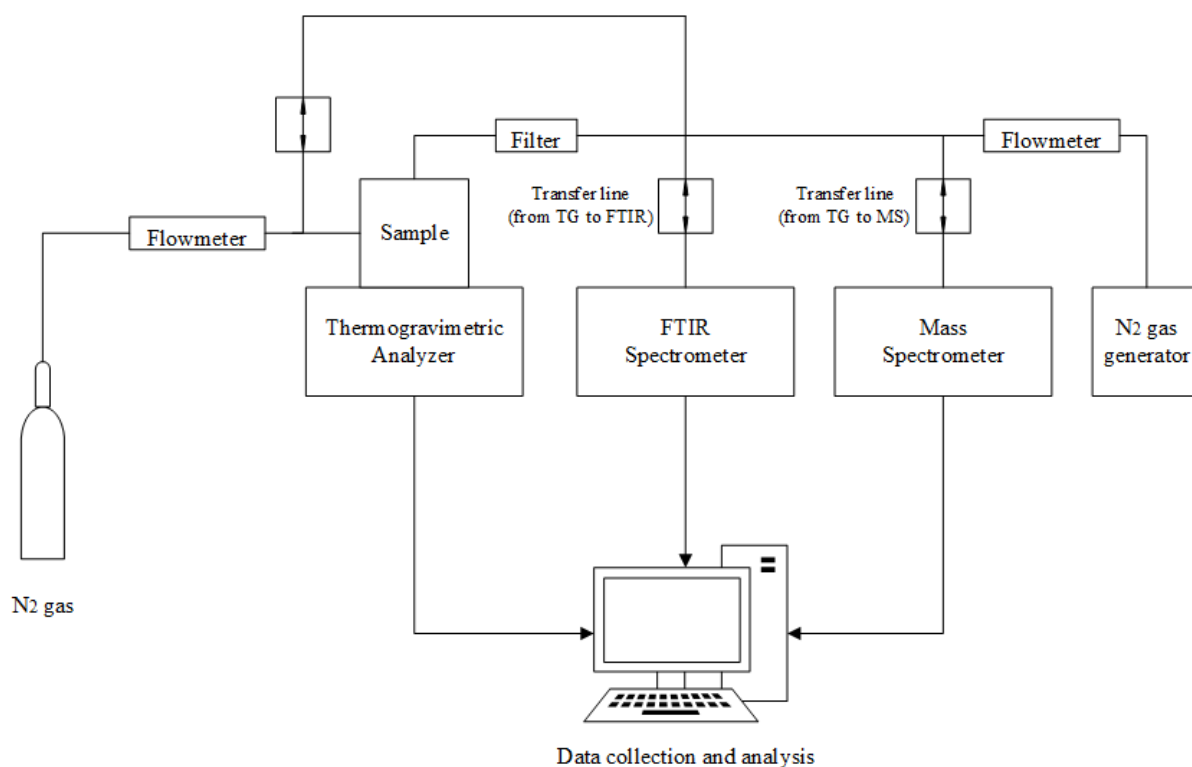 Filter
Flowmeter
Transfer line
(from TG to FTIR)
Transfer line
(from TG to MS)
Flowmeter
Sample
Thermogravimetric
Analyzer
FTIR
Spectrometer
Mass
Spectrometer
N2 gas
generator
N2 gas
Data collection and analysis